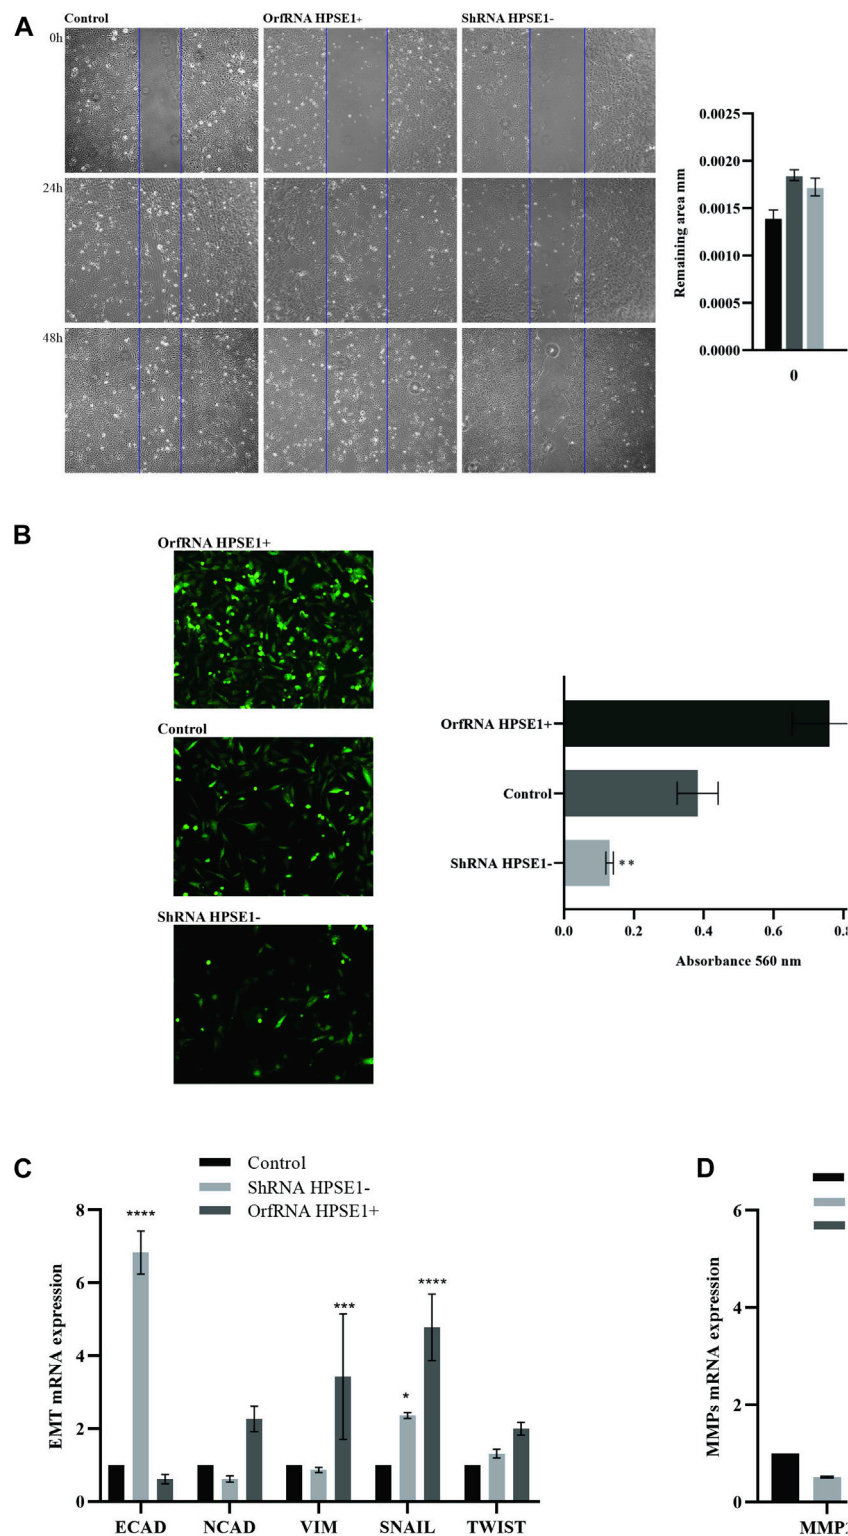 A
Control
OrfRNA HPSE1+
ShRNA HPSE1-
0h
24h
48h
Remaining area mm
0.0025
0.0020
0.0015
0.0010
0.0005
0.0000
0
B
OrfRNA HPSE1+
Control
ShRNA HPSE1-
OrfRNA HPSE1+
Control
ShRNA HPSE1-
**
0.0 0.2 0.4 0.6
Absorbance 560 nm
C
Control
ShRNA HPSE1-
OrfRNA HPSE1+
EMT mRNA expression
8
6
4
2
0
****
***
*
****
ECAD NCAD VIM SNAIL TWIST
D
MMPs mRNA expression
6
4
2
0